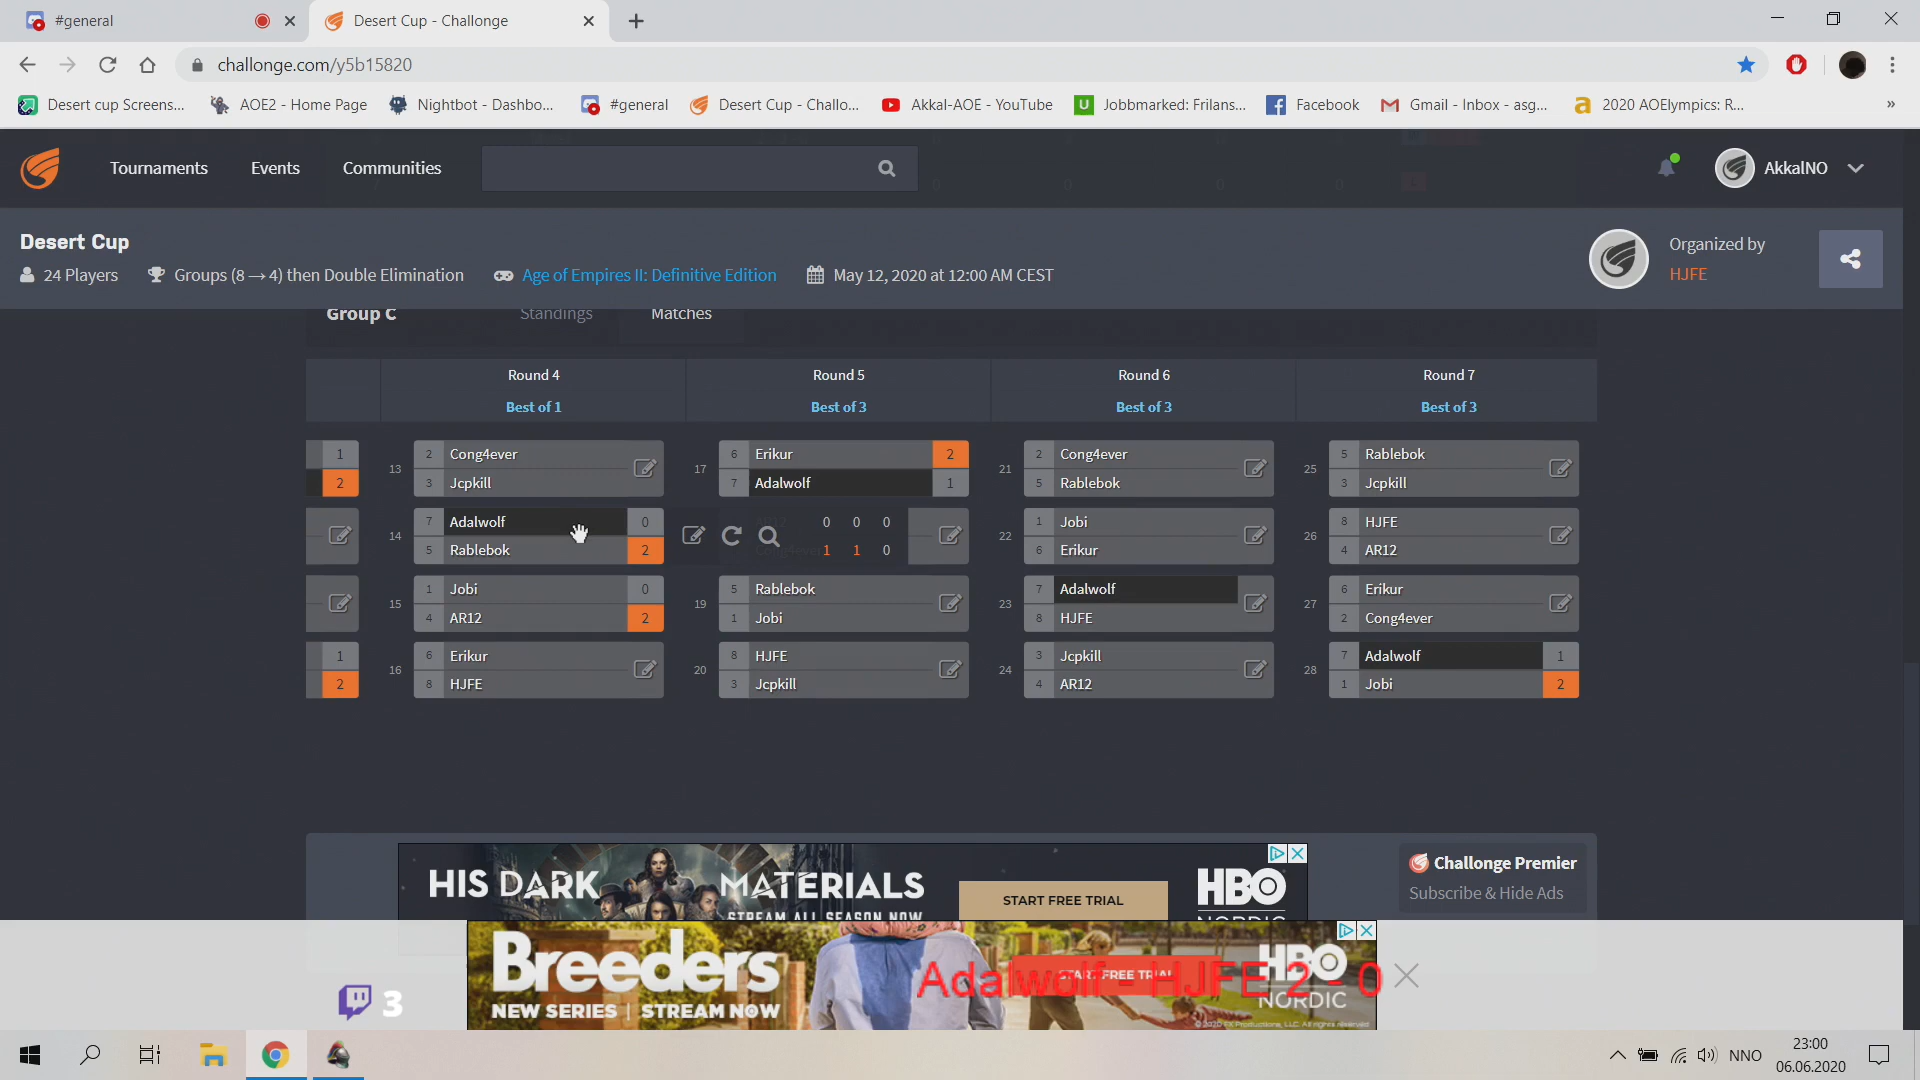 #general
Desert Cup - Challonge
challonge.com/y5b15820
Desert cup Screens...
AOE2 - Home Page
Nightbot - Dashbo...
#general
Desert Cup - Challo...
Akkal-AOE - YouTube
Jobbmarked: Frilans...
Facebook
Gmail - Inbox - asg...
2020 AOElympics: R...
»
Tournaments
Events
Communities
AkkalNO
Desert Cup
24 Players
Groups (8 → 4) then Double Elimination
Age of Empires II: Definitive Edition
May 12, 2020 at 12:00 AM CEST
Organized by
HJFE
Group C
Standings
Matches
Round 4
Best of 1
Round 5
Best of 3
Round 6
Best of 3
Round 7
Best of 3
1
2
13
2 Cong4ever
3 Jcpkill
17
6 Erikur 2
7 Adalwolf 1
21
2 Cong4ever
5 Rablebok
25
5 Rablebok
3 Jcpkill
14
7 Adalwolf 0
5 Rablebok 2
0 0 0
1 1 0
22
1 Jobi
6 Erikur
26
8 HJFE
4 AR12
15
1 Jobi 0
4 AR12 2
19
5 Rablebok
1 Jobi
23
7 Adalwolf
8 HJFE
27
6 Erikur
2 Cong4ever
1
2
16
6 Erikur
8 HJFE
20
8 HJFE
3 Jcpkill
24
3 Jcpkill
4 AR12
28
7 Adalwolf 1
1 Jobi 2
HIS DARK MATERIALS
STREAM ALL SEASON NOW
START FREE TRIAL
HBO
NORDIC
Challonge Premier
Subscribe & Hide Ads
Breeders
NEW SERIES | STREAM NOW
START FREE TRIAL
HBO
NORDIC
Adalwolf - HJFE 2 - 0
3
NNO
23:00
06.06.2020